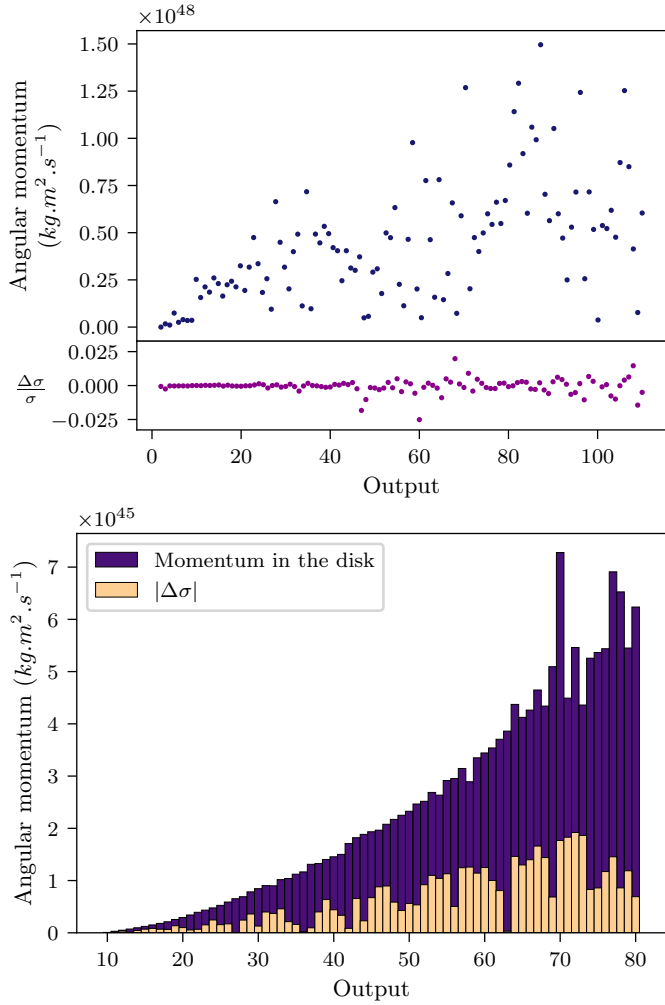 ×10^48
1.50
1.25
1.00
0.75
0.50
0.25
0.00
Angular momentum
(kg.m².s⁻¹)
0.025
0.000
−0.025
Δσ/σ
0 20 40 60 80 100
Output
×10^45
7
6
5
4
3
2
1
0
Angular momentum (kg.m².s⁻¹)
Momentum in the disk
|Δσ|
10 20 30 40 50 60 70 80
Output